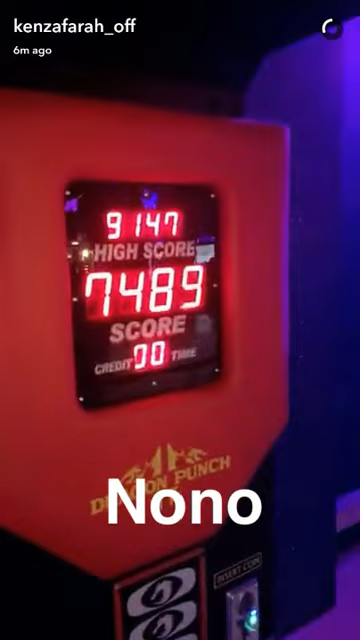 kenzafarah_off
6m ago
9147
HIGH SCORE
7489
SCORE
CREDIT 00 TIME
DRAGON PUNCH
Nono
INSERT COIN